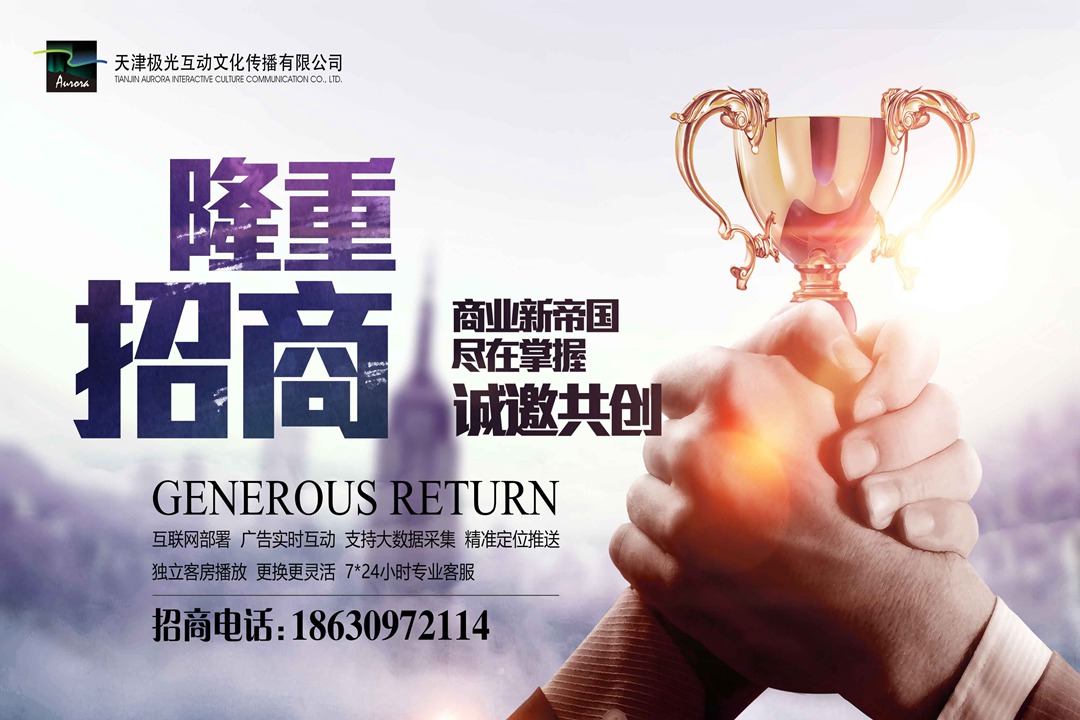 Aurora
天津极光互动文化传播有限公司
TIANJIN AURORA INTERACTIVE CULTURE COMMUNICATION CO., LTD.
隆重
招商
商业新帝国
尽在掌握
诚邀共创
GENEROUS RETURN
互联网部署 广告实时互动 支持大数据采集 精准定位推送
独立客房播放 更换更灵活 7*24小时专业客服
招商电话:18630972114